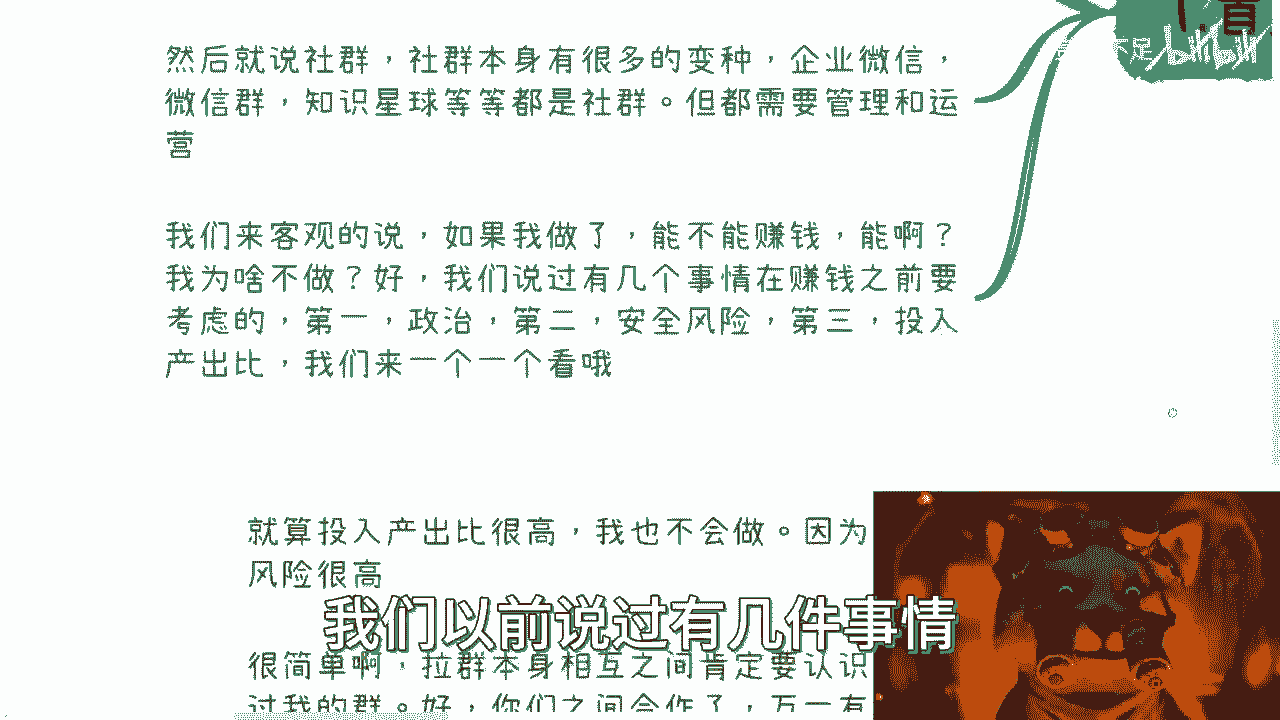 然后就说社群，社群本身有很多的变种，企业微信，
微信群，知识星球等等都是社群。但都需要管理和运
营
我们来客观的说，如果我做了，能不能赚钱，能啊？
我为啥不做？好，我们说过有几个事情在赚钱之前要
考虑的，第一，政治，第二，安全风险，第三，投入
产出比，我们来一个一个看哦
就算投入产出比很高，我也不会做。因为
风险很高
我们以前说过有几件事情
很简单啊，拉群本身相互之间肯定要认识
过我的群。好，你们之间合作了，万一有
不足
bilibili